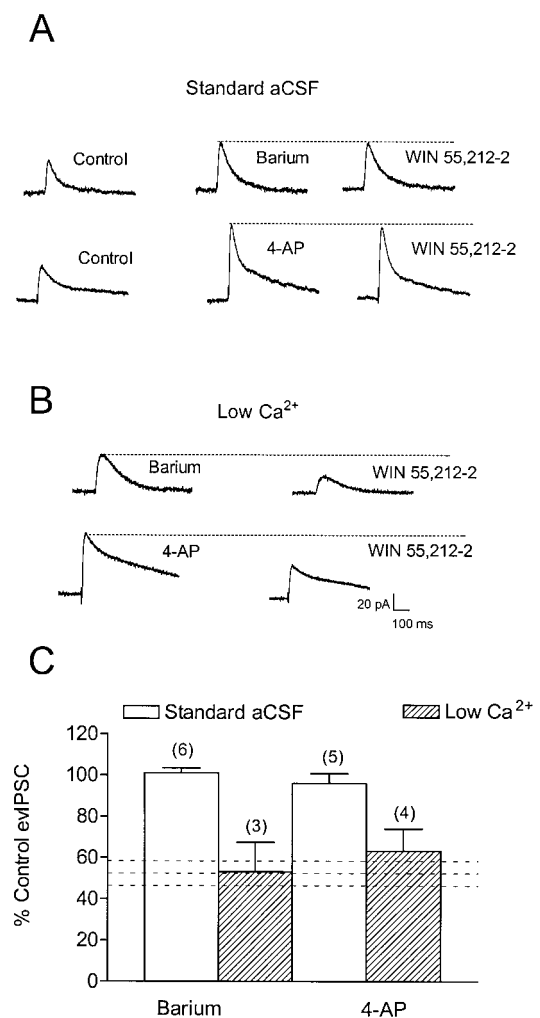 A
Standard aCSF
Control
Barium
WIN 55,212-2
Control
4-AP
WIN 55,212-2
B
Low Ca²⁺
Barium
WIN 55,212-2
4-AP
WIN 55,212-2
20 pA
100 ms
C
Standard aCSF
Low Ca²⁺
% Control evIPSC
120
100
80
60
40
20
0
(6)
(3)
(5)
(4)
Barium
4-AP